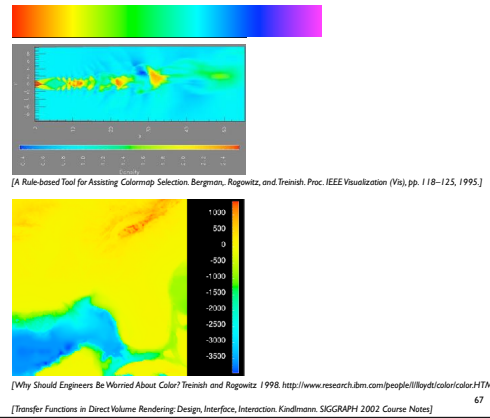 Density
[A Rule-based Tool for Assisting Colormap Selection. Bergman,. Rogowitz, and. Treinish. Proc. IEEE Visualization (Vis), pp. 118–125, 1995.]
1000
500
0
-500
-1000
-1500
-2000
-2500
-3000
-3500
[Why Should Engineers Be Worried About Color? Treinish and Rogowitz 1998. http://www.research.ibm.com/people/l/lloydt/color/color.HTM
67
[Transfer Functions in Direct Volume Rendering: Design, Interface, Interaction. Kindlmann. SIGGRAPH 2002 Course Notes]